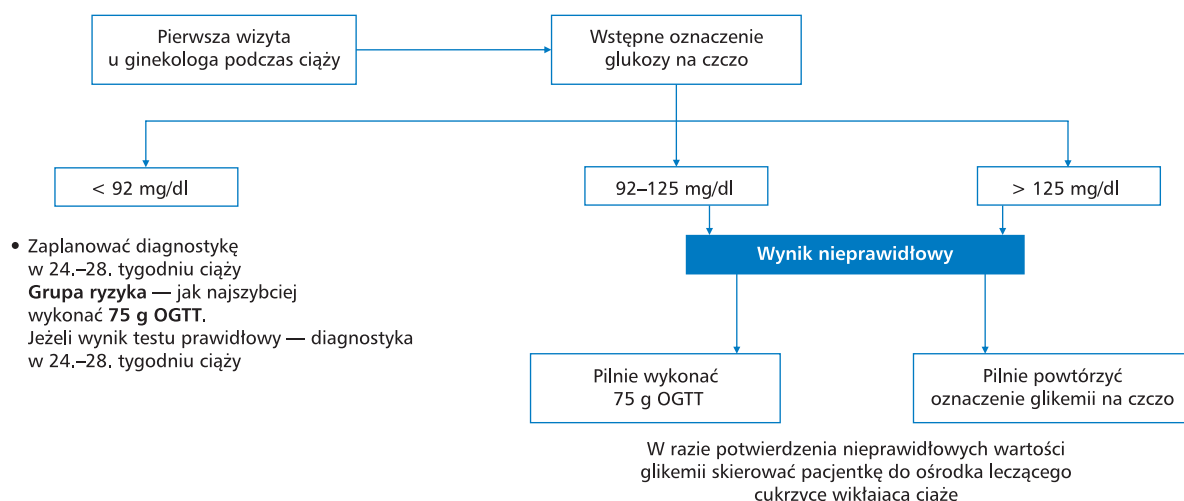 Pierwsza wizyta
u ginekologa podczas ciąży
Wstępne oznaczenie
glukozy na czczo
< 92 mg/dl
92–125 mg/dl
> 125 mg/dl
• Zaplanować diagnostykę
w 24.–28. tygodniu ciąży
Grupa ryzyka — jak najszybciej
wykonać 75 g OGTT.
Jeżeli wynik testu prawidłowy — diagnostyka
w 24.–28. tygodniu ciąży
Wynik nieprawidłowy
Pilnie wykonać
75 g OGTT
Pilnie powtórzyć
oznaczenie glikemii na czczo
W razie potwierdzenia nieprawidłowych wartości
glikemii skierować pacjentkę do ośrodka leczącego
cukrzycę wikłającą ciążę